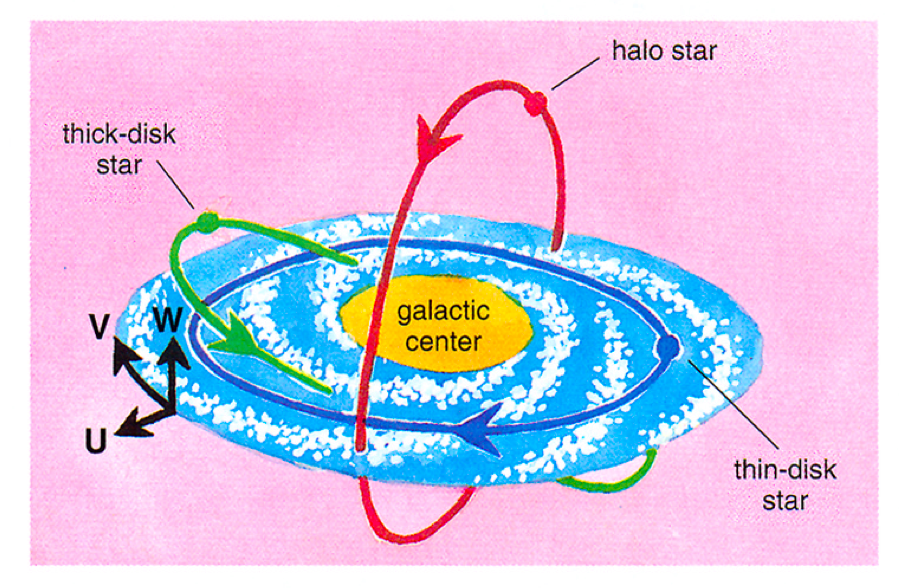 halo star
thick-disk
star
V
W
U
galactic
center
thin-disk
star